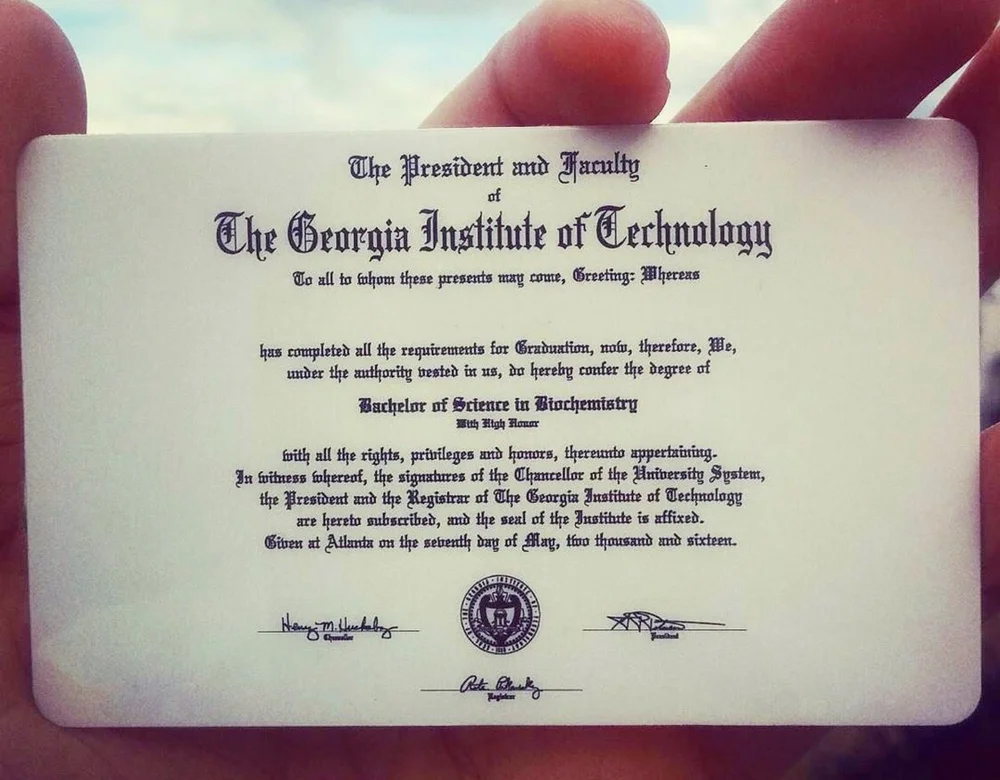 The President and Faculty
of
The Georgia Institute of Technology
To all to whom these presents may come, Greeting: Whereas
has completed all the requirements for Graduation, now, therefore, We,
under the authority vested in us, do hereby confer the degree of
Bachelor of Science in Biochemistry
With High Honor
with all the rights, privileges and honors, thereunto appertaining.
In witness whereof, the signatures of the Chancellor of the University System,
the President and the Registrar of The Georgia Institute of Technology
are hereto subscribed, and the seal of the Institute is affixed.
Given at Atlanta on the seventh day of May, two thousand and sixteen.
Henry M. Huckaby
Chancellor
President
Registrar